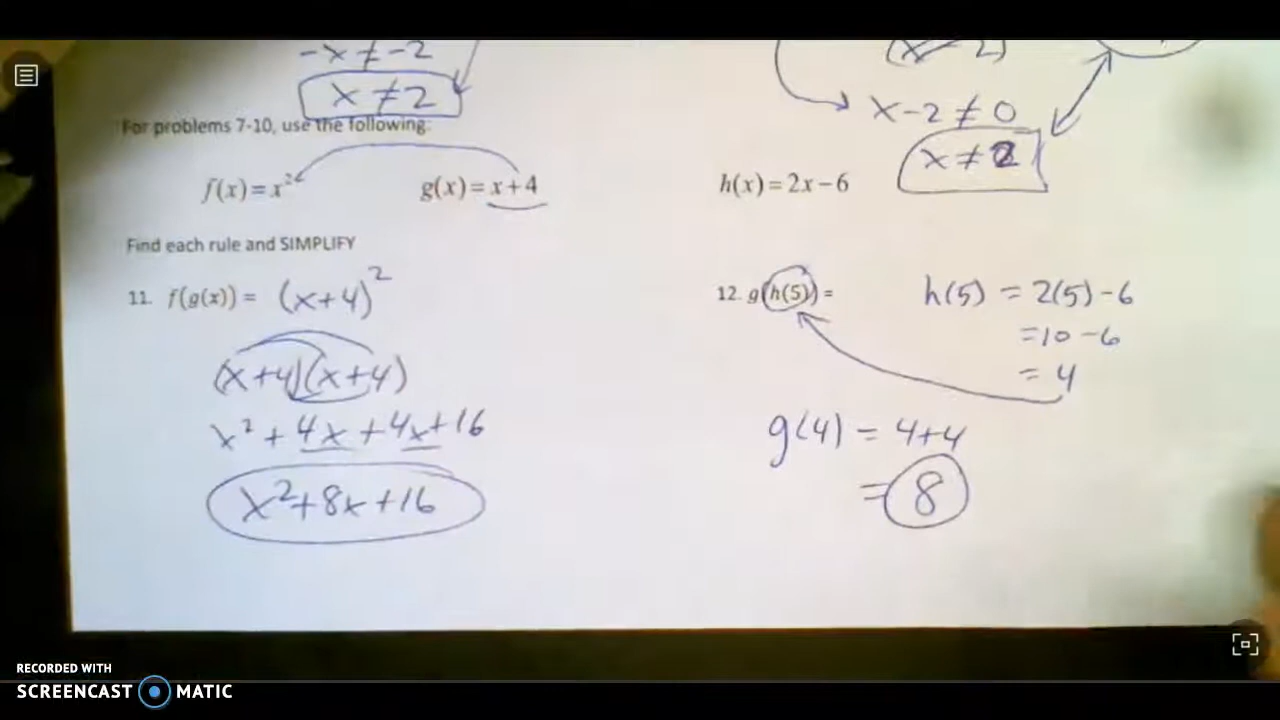 -x ≠ -2
x ≠ 2
(x - 2)
x-2 ≠ 0
x ≠ 2
For problems 7-10, use the following:
f(x) = x²
g(x) = x + 4
h(x) = 2x - 6
Find each rule and SIMPLIFY
11. f(g(x)) = (x+4)²
(x+4)(x+4)
x² + 4x + 4x + 16
x²+8x+16
12. g(h(5)) =
h(5) = 2(5) - 6
=10 - 6
= 4
g(4) = 4+4
= 8
RECORDED WITH
SCREENCAST MATIC